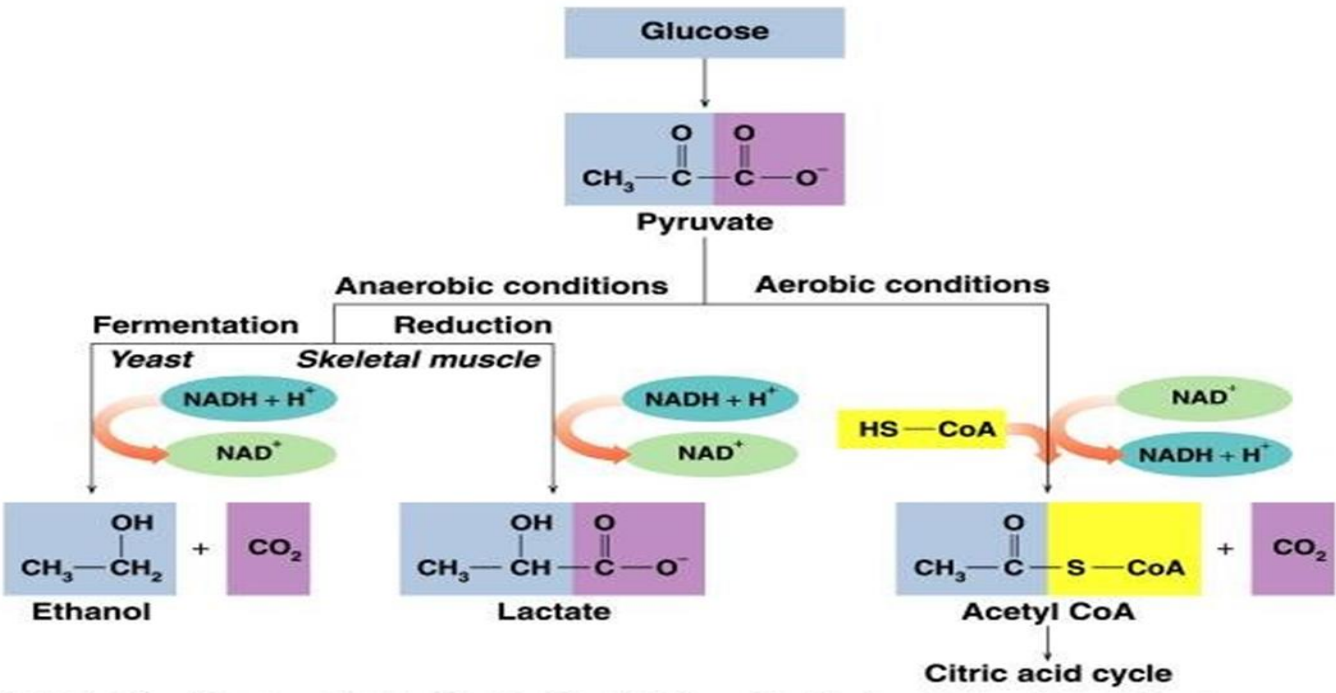 Glucose
O O
CH₃—C—C—O⁻
Pyruvate
Anaerobic conditions
Aerobic conditions
Fermentation
Reduction
Yeast
Skeletal muscle
NADH + H⁺
NAD⁺
NADH + H⁺
NAD⁺
HS—CoA
NAD⁺
NADH + H⁺
OH
CH₃—CH₂
+
CO₂
Ethanol
OH O
CH₃—CH—C—O⁻
Lactate
O
CH₃—C—S—CoA
+
CO₂
Acetyl CoA
Citric acid cycle